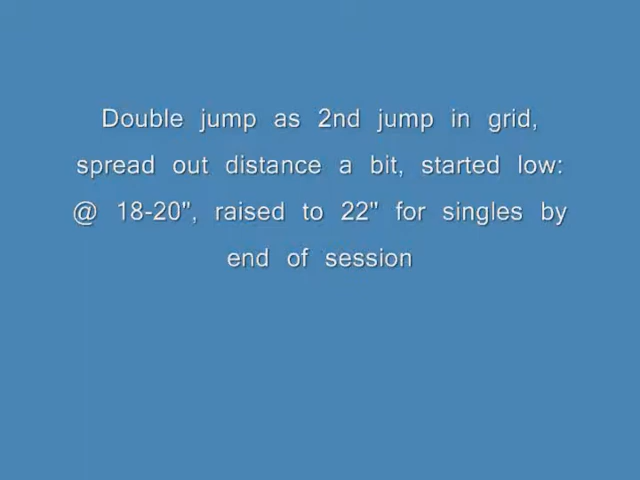 Double jump as 2nd jump in grid,
spread out distance a bit, started low:
@ 18-20", raised to 22" for singles by
end of session